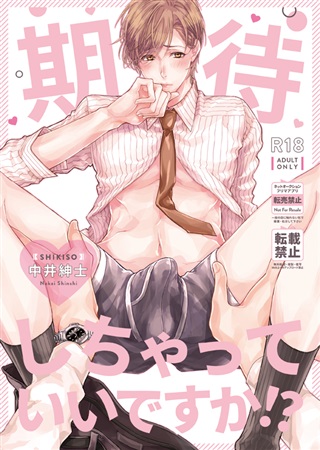 期待
R18
ADULT
ONLY
ネットオークション
フリマアプリ
転売禁止
Not For Resale
転載
禁止
[SHiKISO]
中井紳士
Nakai Shinshi
しちゃって
いいですか!?